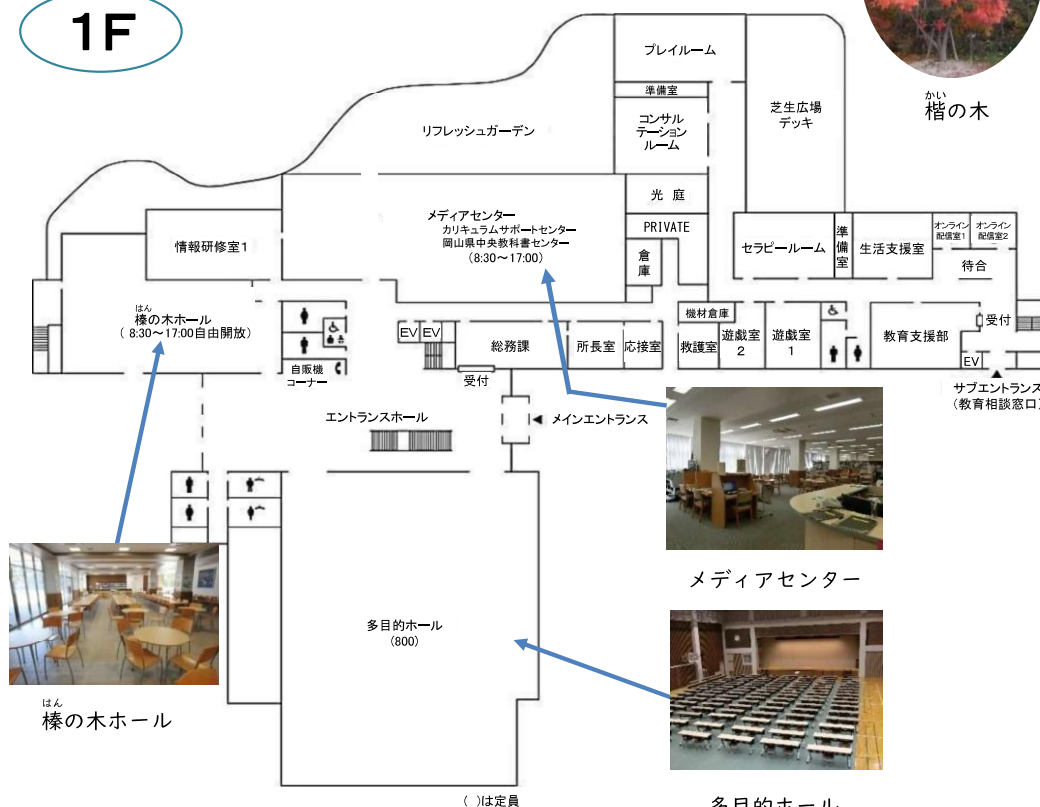 1F
かい
楷の木
プレイルーム
準備室
コンサル
テーション
ルーム
芝生広場
デッキ
リフレッシュガーデン
光 庭
PRIVATE
倉
庫
メディアセンター
カリキュラムサポートセンター
岡山県中央教科書センター
(8:30～17:00)
情報研修室1
セラピールーム
準
備
室
生活支援室
オンライン
配信室1
オンライン
配信室2
待合
はん
榛の木ホール
( 8:30～17:00自由開放)
自販機
コーナー
EV
EV
総務課
所長室
応接室
機材倉庫
救護室
遊戯室
2
遊戯室
1
教育支援部
受付
EV
受付
サブエントランス
(教育相談窓口)
エントランスホール
メインエントランス
メディアセンター
多目的ホール
(800)
はん
榛の木ホール
( )は定員
多目的ホール